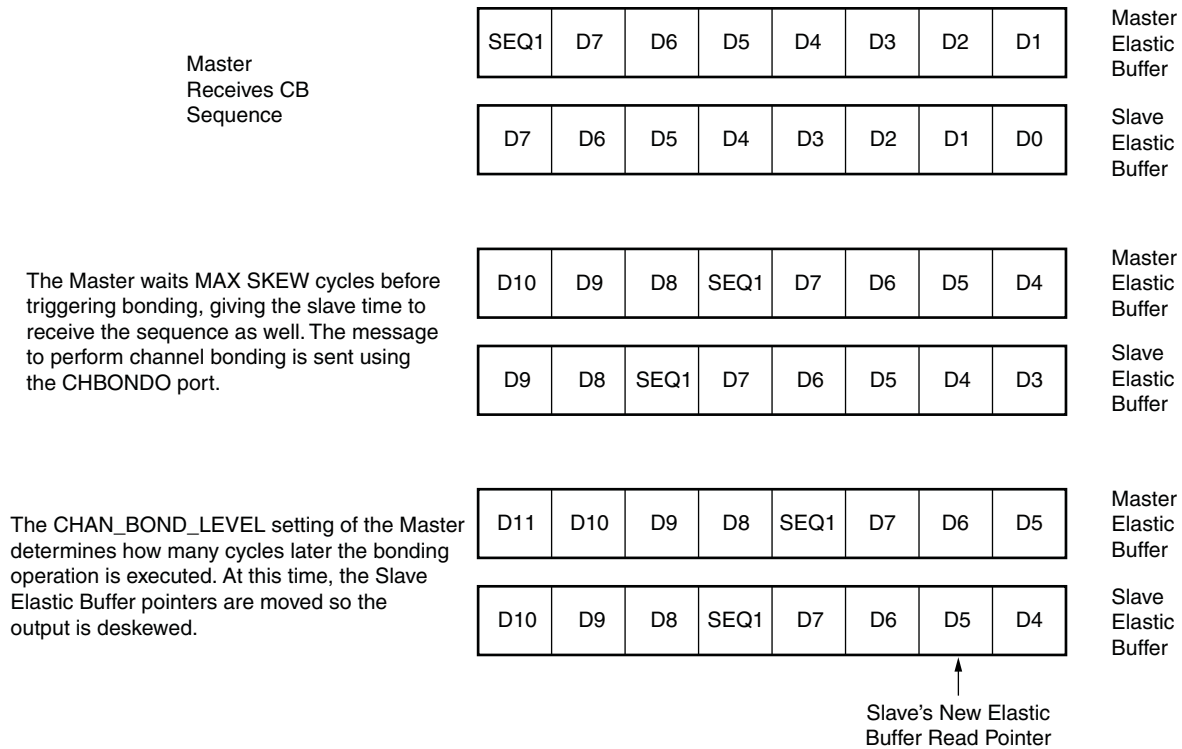 Master
Receives CB
Sequence
SEQ1 D7 D6 D5 D4 D3 D2 D1
Master
Elastic
Buffer
D7 D6 D5 D4 D3 D2 D1 D0
Slave
Elastic
Buffer
The Master waits MAX SKEW cycles before
triggering bonding, giving the slave time to
receive the sequence as well. The message
to perform channel bonding is sent using
the CHBONDO port.
D10 D9 D8 SEQ1 D7 D6 D5 D4
Master
Elastic
Buffer
D9 D8 SEQ1 D7 D6 D5 D4 D3
Slave
Elastic
Buffer
The CHAN_BOND_LEVEL setting of the Master
determines how many cycles later the bonding
operation is executed. At this time, the Slave
Elastic Buffer pointers are moved so the
output is deskewed.
D11 D10 D9 D8 SEQ1 D7 D6 D5
Master
Elastic
Buffer
D10 D9 D8 SEQ1 D7 D6 D5 D4
Slave
Elastic
Buffer
Slave's New Elastic
Buffer Read Pointer